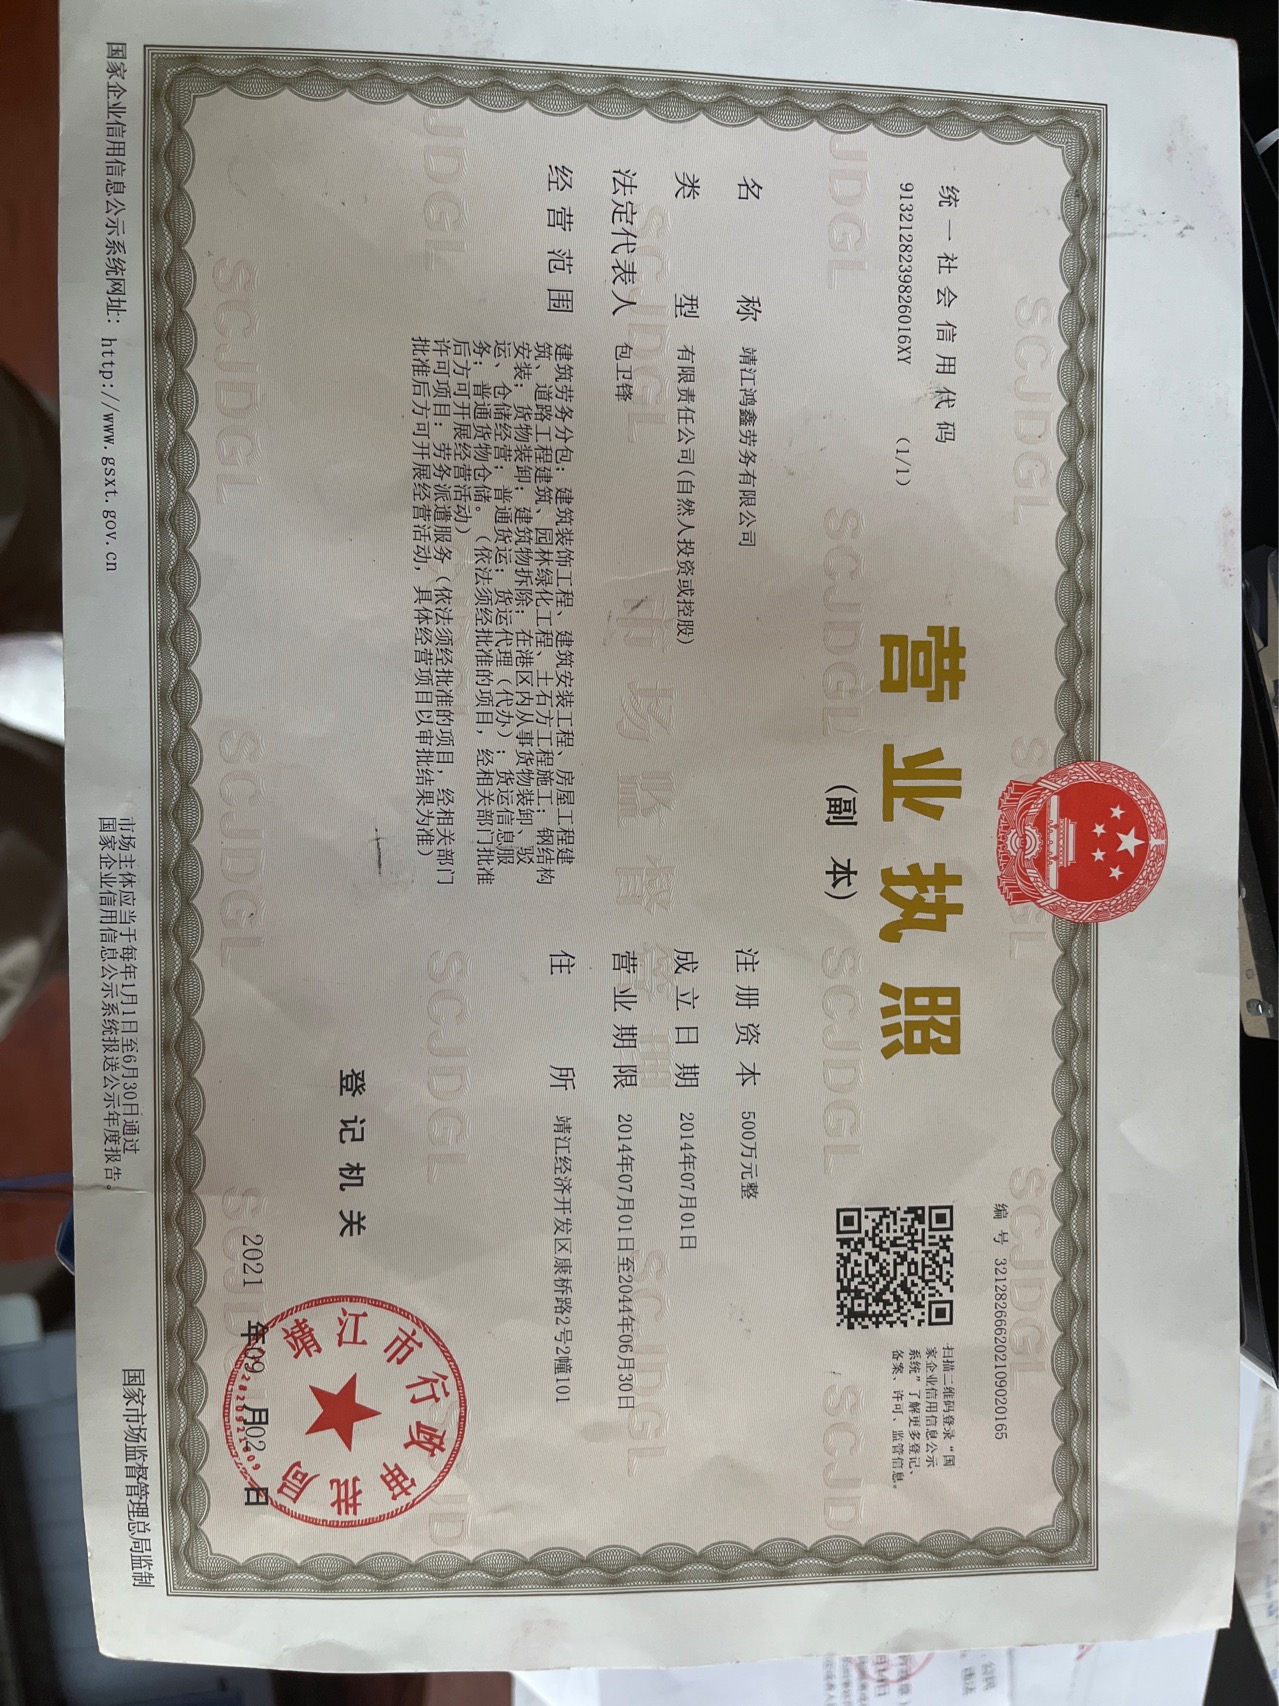 编号 321282666202109020165
统一社会信用代码
9132128239826016XY (1/1)
营业执照
(副 本)
扫描二维码登录“国
家企业信用信息公示
系统”了解更多登记、
备案、许可、监管信息。
名称 靖江鸿鑫劳务有限公司
类型 有限责任公司(自然人投资或控股)
法定代表人 包卫锋
经营范围 建筑劳务分包;建筑装饰工程、建筑安装工程、房屋工程建
筑、道路工程建筑、园林绿化工程、土石方工程施工;钢结构
安装;货物装卸;建筑物拆除;在港区内从事货物装卸、驳
运、仓储经营;普通货运;货运代理(代办);货运信息服
务;普通货物仓储。(依法须经批准的项目,经相关部门批准
后方可开展经营活动)
许可项目:劳务派遣服务(依法须经批准的项目,经相关部门
批准后方可开展经营活动,具体经营项目以审批结果为准)
注册资本 500万元整
成立日期 2014年07月01日
营业期限 2014年07月01日至2044年06月30日
住所 靖江经济开发区康桥路2号2幢101
登记机关
靖江市行政审批局
2021 年09 月02 日
国家企业信用信息公示系统网址:http://www.gsxt.gov.cn
市场主体应当于每年1月1日至6月30日通过
国家企业信用信息公示系统报送公示年度报告。
国家市场监督管理总局监制